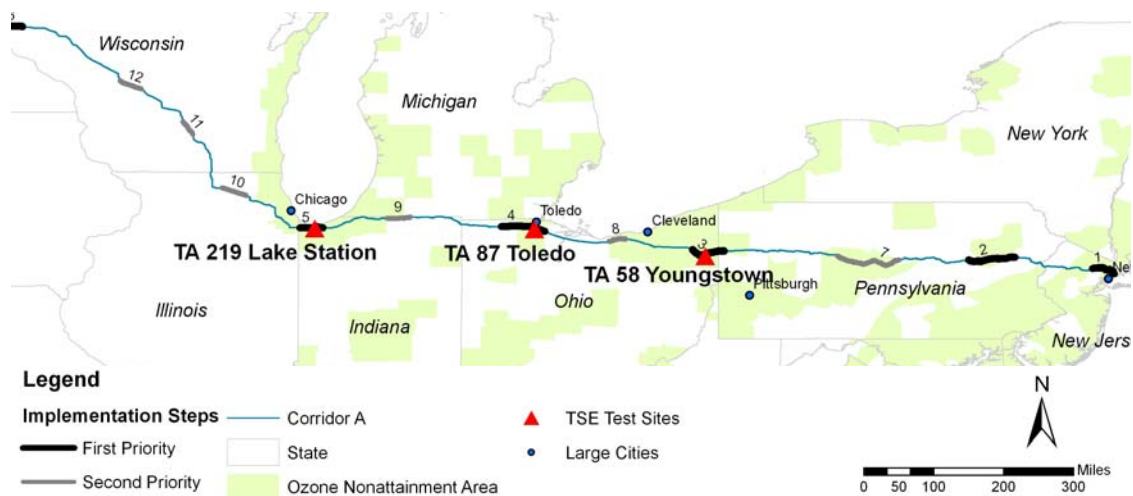 Wisconsin
12
Michigan
11
New York
10
Chicago
9
5
4
Toledo
8
Cleveland
3
7
2
1
TA 219 Lake Station
TA 87 Toledo
TA 58 Youngstown
Pittsburgh
Pennsylvania
Illinois
Indiana
Ohio
New Jers
Legend
Implementation Steps
First Priority
Second Priority
Corridor A
State
Ozone Nonattainment Area
TSE Test Sites
Large Cities
N
Miles
0 50 100 200 300